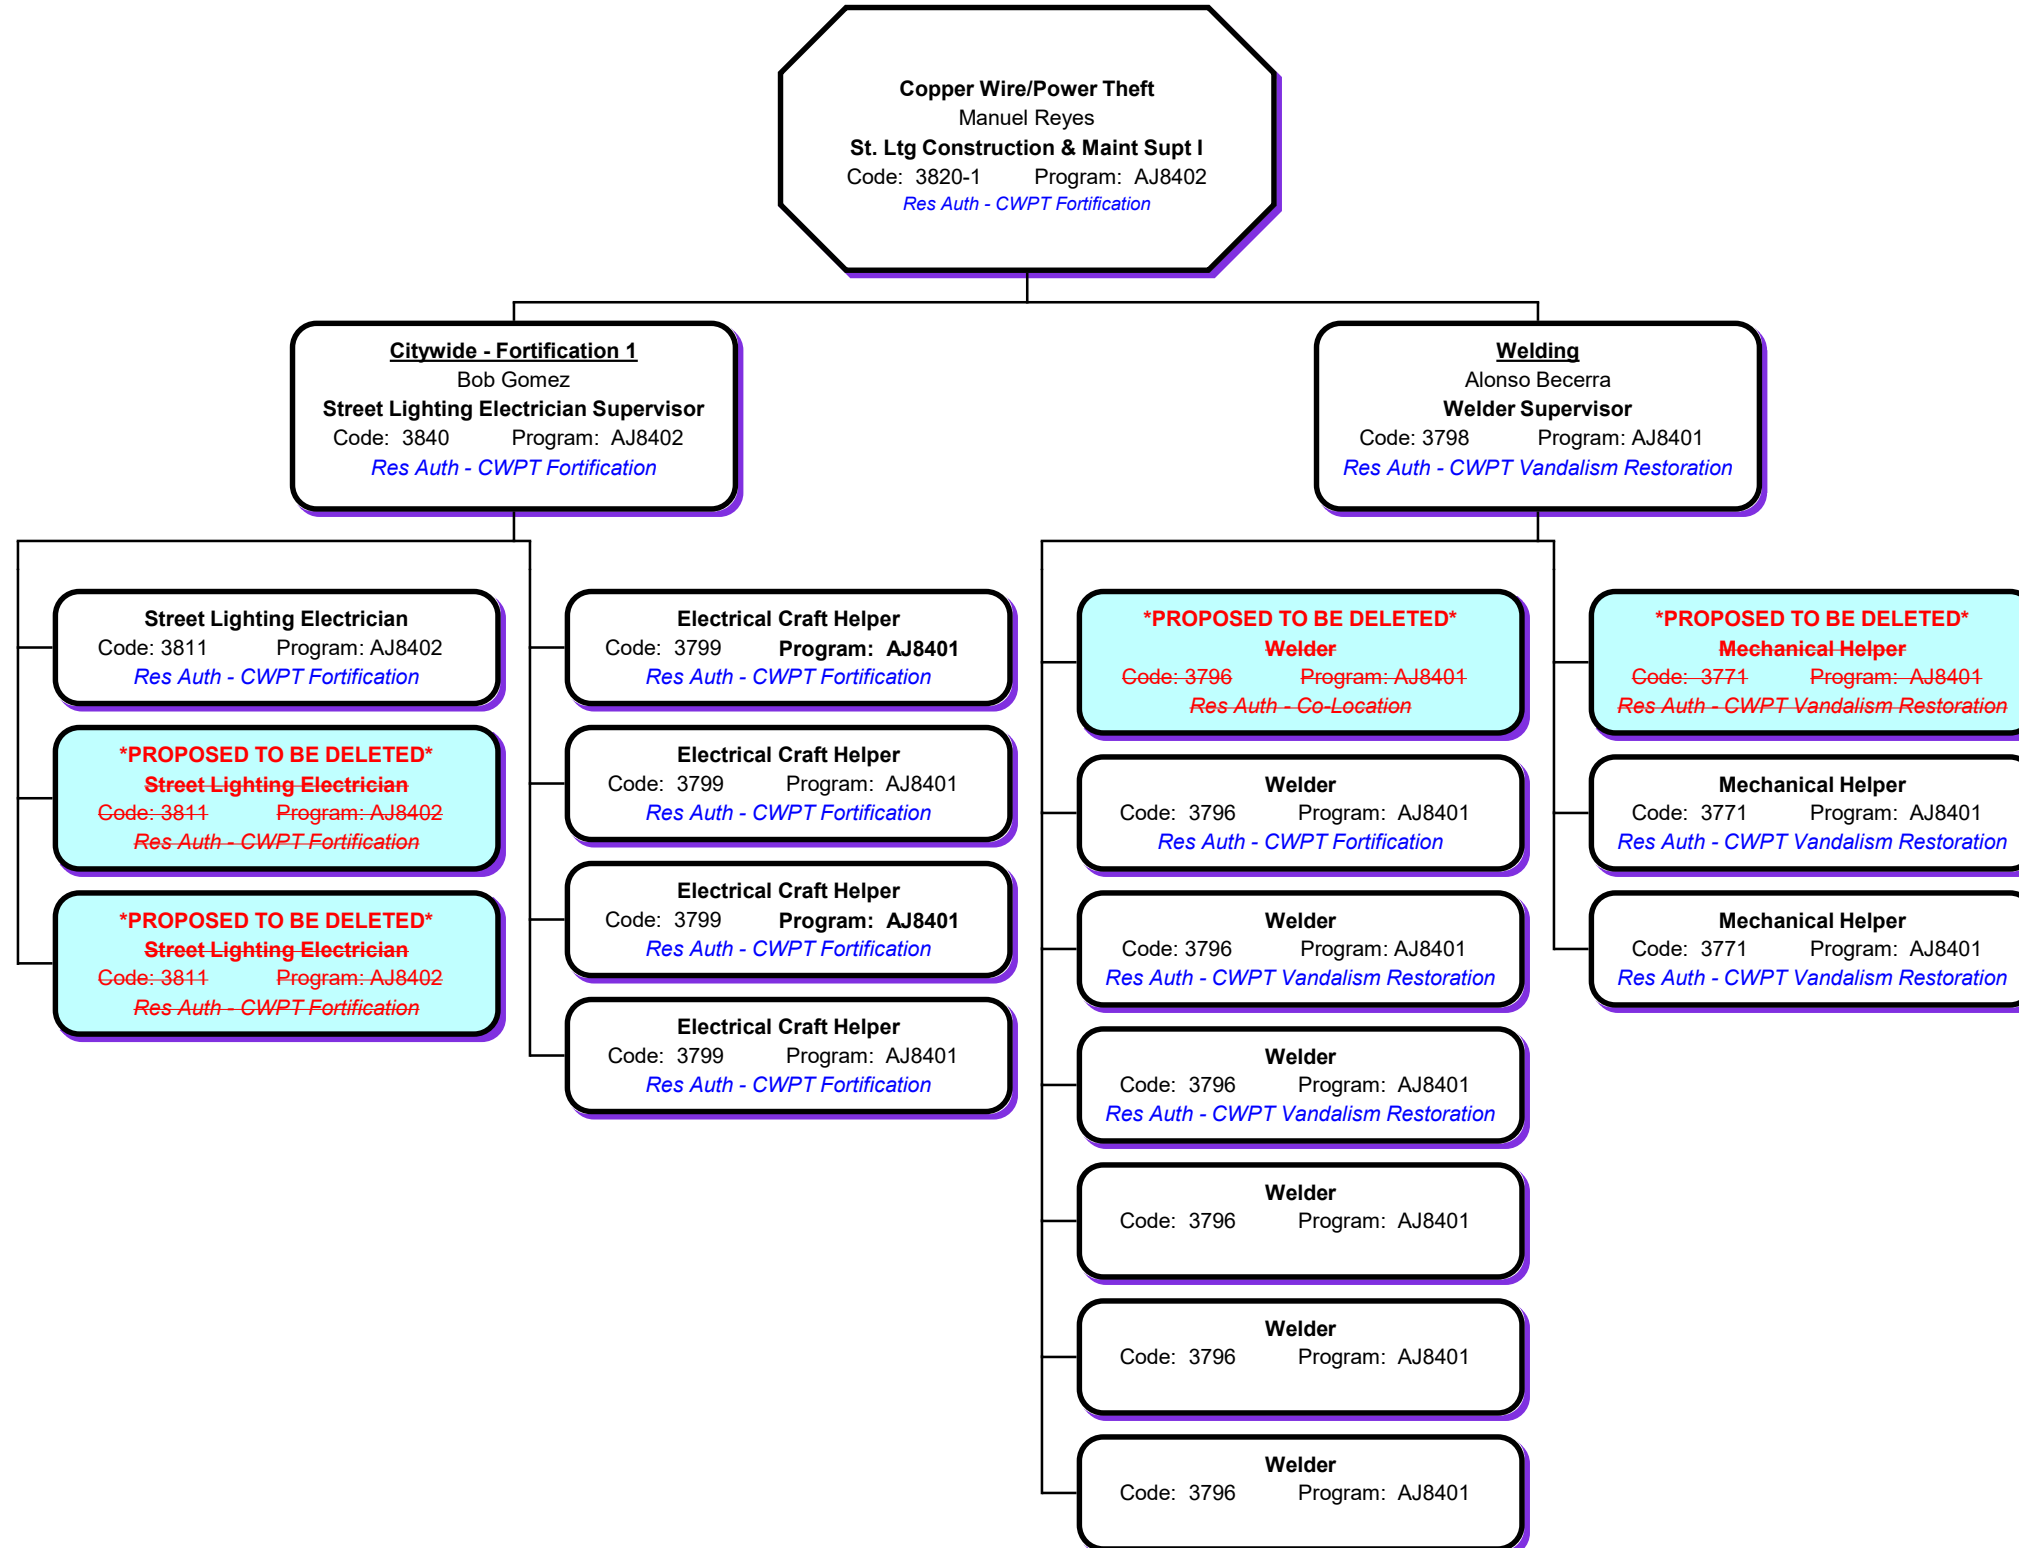 Copper Wire/Power Theft
Manuel Reyes
St. Ltg Construction & Maint Supt I
Code: 3820-1 Program: AJ8402
Res Auth - CWPT Fortification
Citywide - Fortification 1
Bob Gomez
Street Lighting Electrician Supervisor
Code: 3840 Program: AJ8402
Res Auth - CWPT Fortification
Street Lighting Electrician
Code: 3811 Program: AJ8402
Res Auth - CWPT Fortification
*PROPOSED TO BE DELETED*
Street Lighting Electrician
Code: 3811 Program: AJ8402
Res Auth - CWPT Fortification
*PROPOSED TO BE DELETED*
Street Lighting Electrician
Code: 3811 Program: AJ8402
Res Auth - CWPT Fortification
Electrical Craft Helper
Code: 3799 Program: AJ8401
Res Auth - CWPT Fortification
Electrical Craft Helper
Code: 3799 Program: AJ8401
Res Auth - CWPT Fortification
Electrical Craft Helper
Code: 3799 Program: AJ8401
Res Auth - CWPT Fortification
Electrical Craft Helper
Code: 3799 Program: AJ8401
Res Auth - CWPT Fortification
Welding
Alonso Becerra
Welder Supervisor
Code: 3798 Program: AJ8401
Res Auth - CWPT Vandalism Restoration
*PROPOSED TO BE DELETED*
Welder
Code: 3796 Program: AJ8401
Res Auth - Co-Location
Welder
Code: 3796 Program: AJ8401
Res Auth - CWPT Fortification
Welder
Code: 3796 Program: AJ8401
Res Auth - CWPT Vandalism Restoration
Welder
Code: 3796 Program: AJ8401
Res Auth - CWPT Vandalism Restoration
Welder
Code: 3796 Program: AJ8401
Welder
Code: 3796 Program: AJ8401
Welder
Code: 3796 Program: AJ8401
*PROPOSED TO BE DELETED*
Mechanical Helper
Code: 3771 Program: AJ8401
Res Auth - CWPT Vandalism Restoration
Mechanical Helper
Code: 3771 Program: AJ8401
Res Auth - CWPT Vandalism Restoration
Mechanical Helper
Code: 3771 Program: AJ8401
Res Auth - CWPT Vandalism Restoration